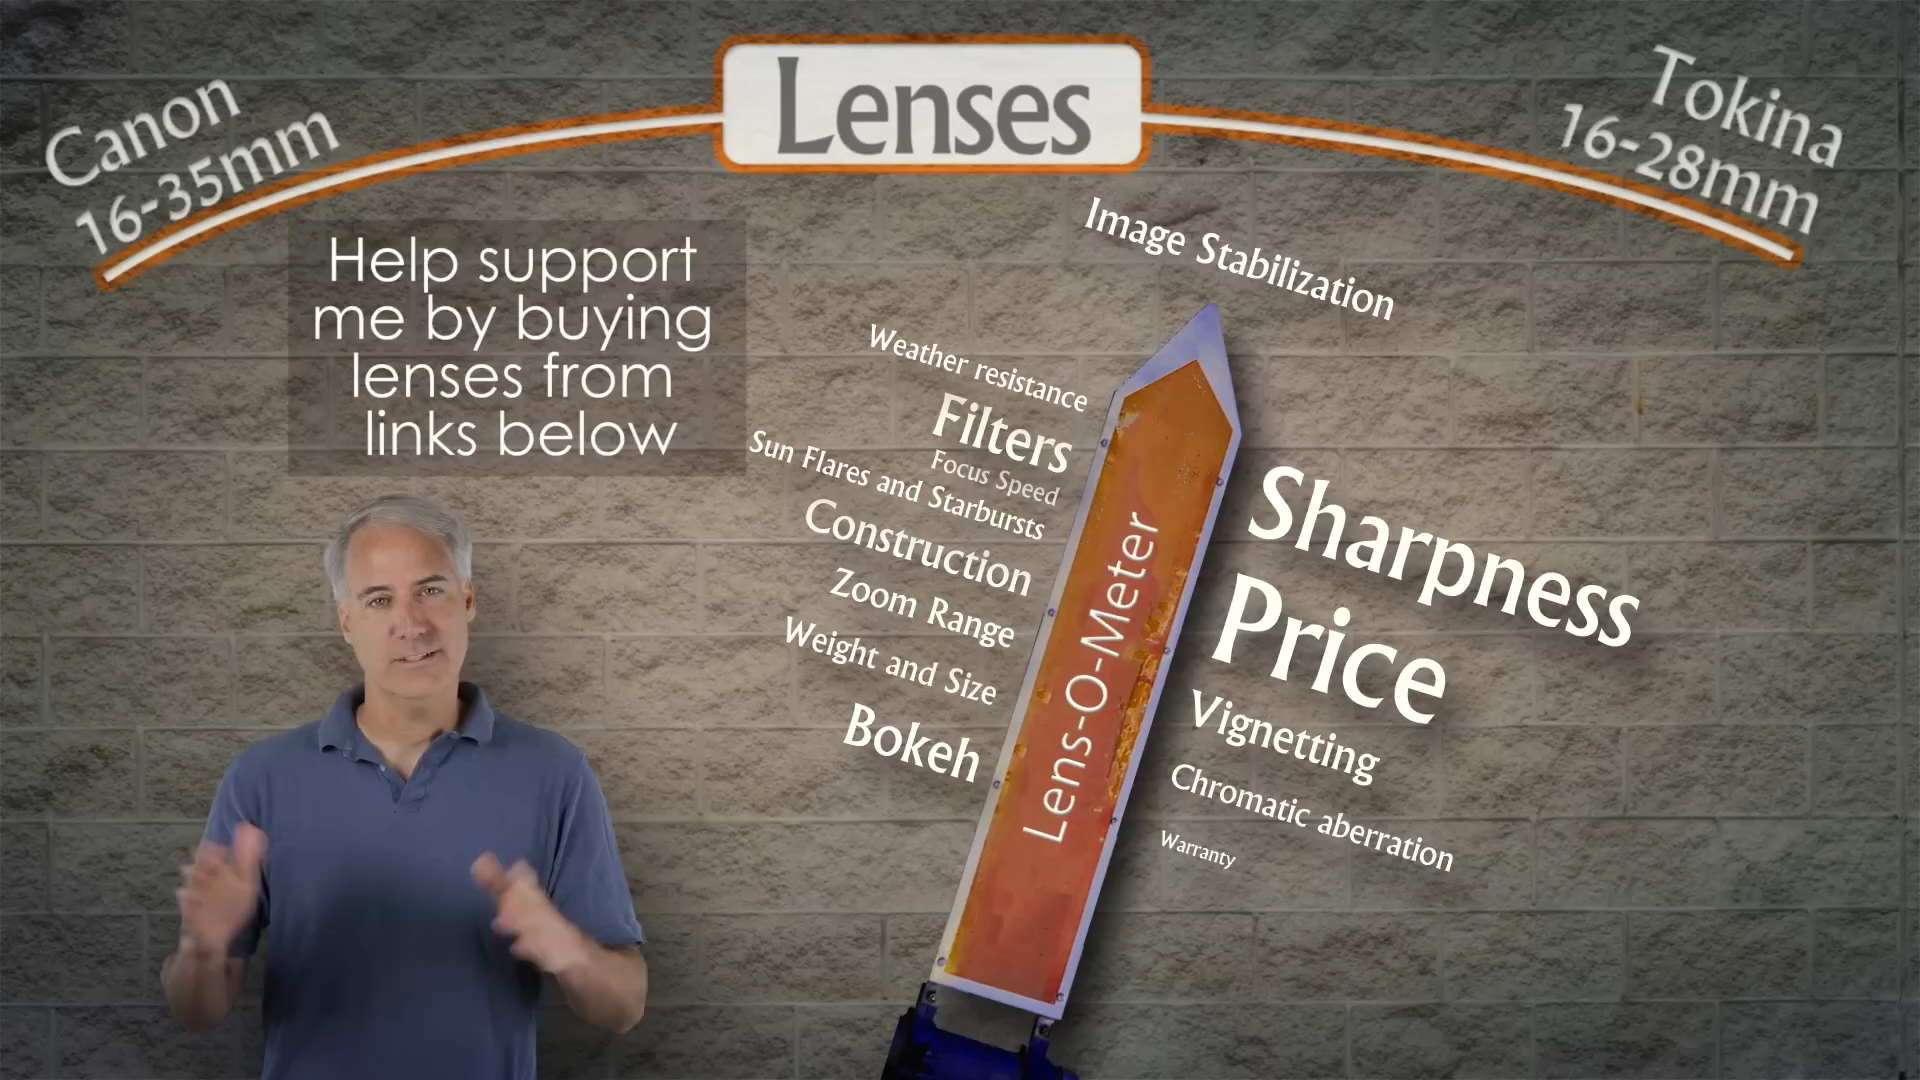 Lenses
Canon
16-35mm
Tokina
16-28mm
Help support
me by buying
lenses from
links below
Image Stabilization
Weather resistance
Filters
Focus Speed
Sun Flares and Starbursts
Construction
Zoom Range
Weight and Size
Bokeh
Lens-O-Meter
Sharpness
Price
Vignetting
Chromatic aberration
Warranty